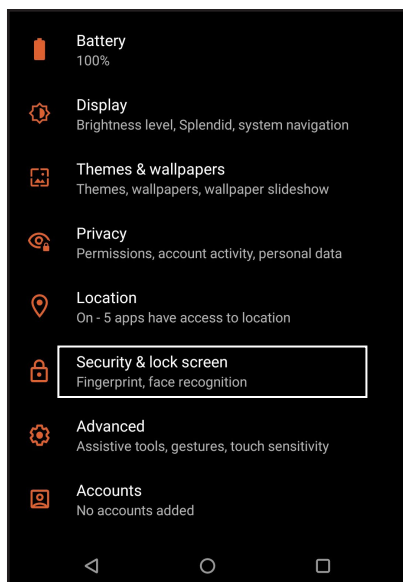 Battery
100%
Display
Brightness level, Splendid, system navigation
Themes & wallpapers
Themes, wallpapers, wallpaper slideshow
Privacy
Permissions, account activity, personal data
Location
On - 5 apps have access to location
Security & lock screen
Fingerprint, face recognition
Advanced
Assistive tools, gestures, touch sensitivity
Accounts
No accounts added